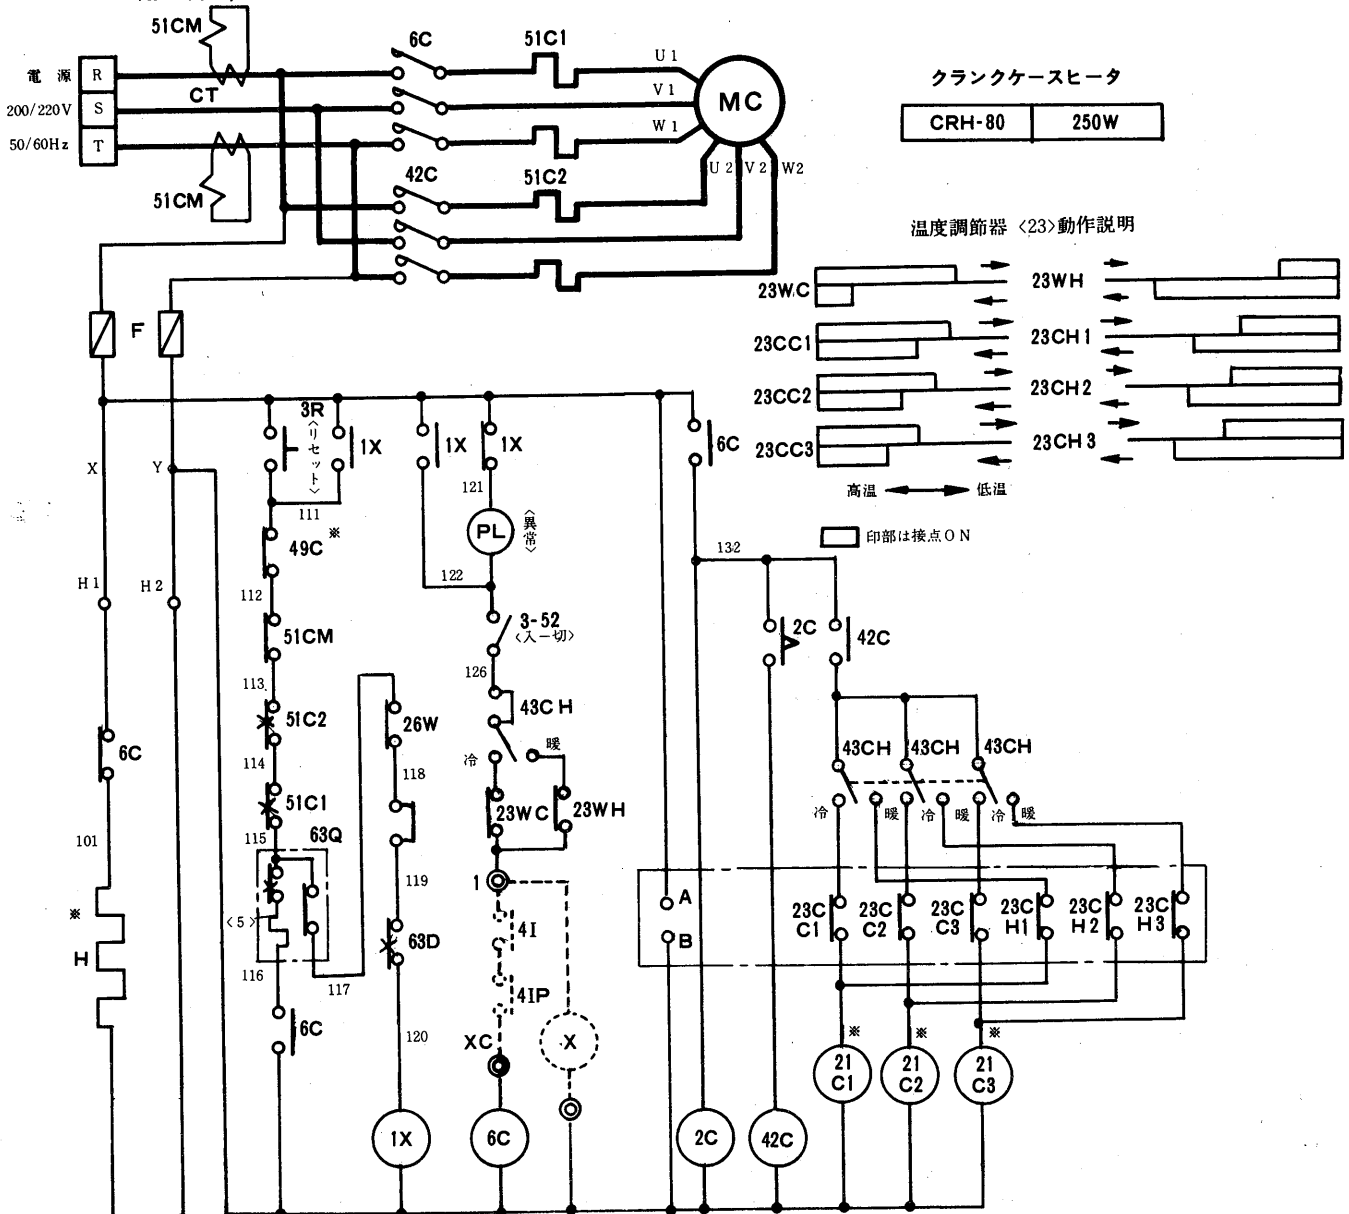 51CM
電源
200/220V
50/60Hz
R
S
T
CT
51CM
6C
51C1
U1
V1
W1
MC
42C
51C2
U2
V2
W2
クランクケースヒータ
CRH-80
250W
温度調節器〈23〉動作説明
23WC
23WH
23CC1
23CH1
23CC2
23CH2
23CC3
23CH3
高温
低温
印部は接点ON
F
X
Y
3R
〈リセット〉
1X
1X
1X
6C
111
121
49C
※
PL
〈異常〉
132
H1
H2
112
122
51CM
3-52
〈入-切〉
2C
42C
113
126
51C2
26W
43CH
冷
暖
6C
114
118
43CH
43CH
43CH
51C1
23WC
23WH
冷
暖
冷
暖
冷
暖
115
63Q
101
119
1
A
B
23C
C1
23C
C2
23C
C3
23C
H1
23C
H2
23C
H3
※
H
〈5〉
63D
41
116
117
41P
6C
120
XC
X
※
※
※
21
C1
21
C2
21
C3
1X
6C
2C
42C